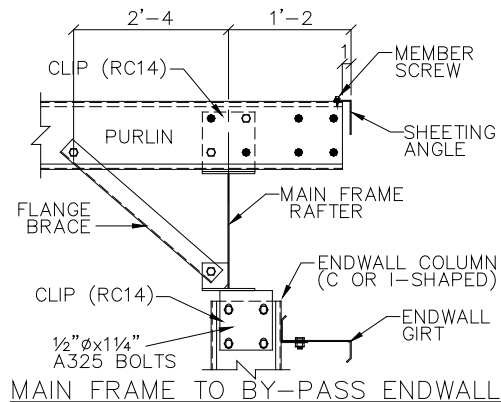 2'-4 1'-2
1
CLIP (RC14)
MEMBER
SCREW
PURLIN
SHEETING
ANGLE
MAIN FRAME
RAFTER
FLANGE
BRACE
ENDWALL COLUMN
(C OR I-SHAPED)
CLIP (RC14)
ENDWALL
GIRT
½"øx1¼"
A325 BOLTS
MAIN FRAME TO BY-PASS ENDWALL